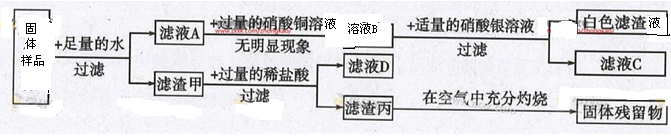 固体
样品
+足量的水
过滤
滤液A
+过量的硝酸铜溶液
无明显现象
溶液B
+适量的硝酸银溶液
过滤
白色滤渣液
滤液C
滤渣甲
+过量的稀盐酸
过滤
滤液D
滤渣丙
在空气中充分灼烧
固体残留物